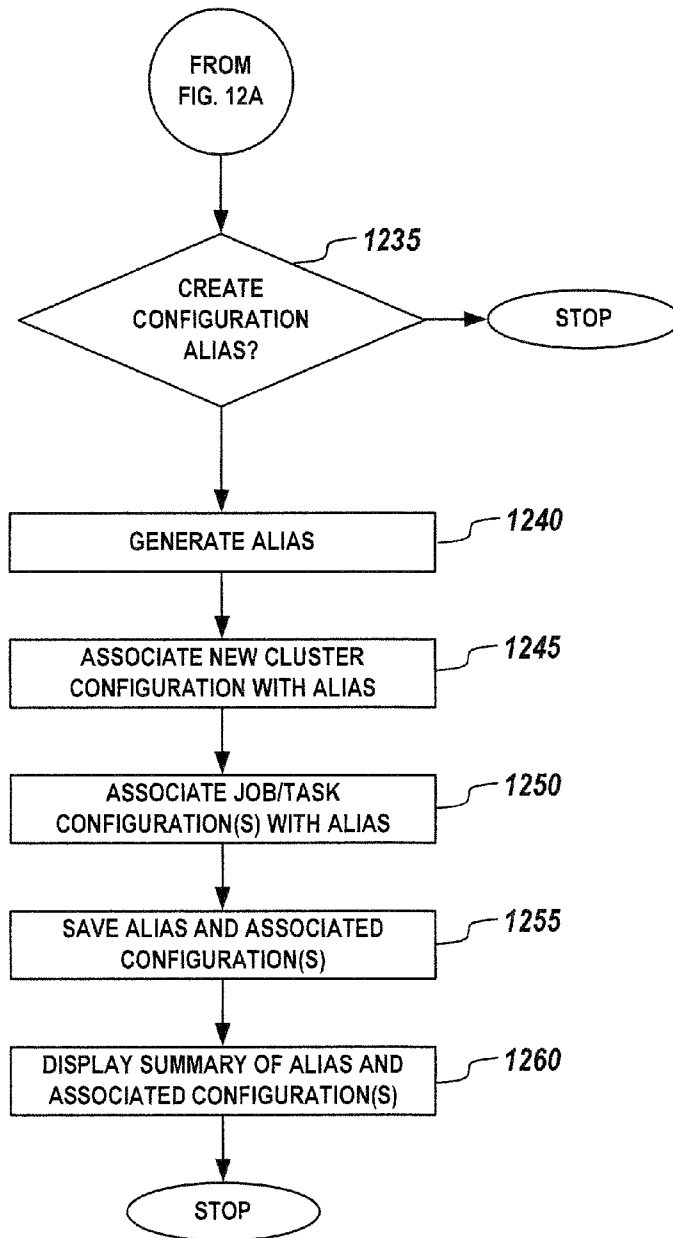 FROM
FIG. 12A
1235
CREATE
CONFIGURATION
ALIAS?
STOP
1240
GENERATE ALIAS
1245
ASSOCIATE NEW CLUSTER
CONFIGURATION WITH ALIAS
1250
ASSOCIATE JOB/TASK
CONFIGURATION(S) WITH ALIAS
1255
SAVE ALIAS AND ASSOCIATED
CONFIGURATION(S)
1260
DISPLAY SUMMARY OF ALIAS AND
ASSOCIATED CONFIGURATION(S)
STOP